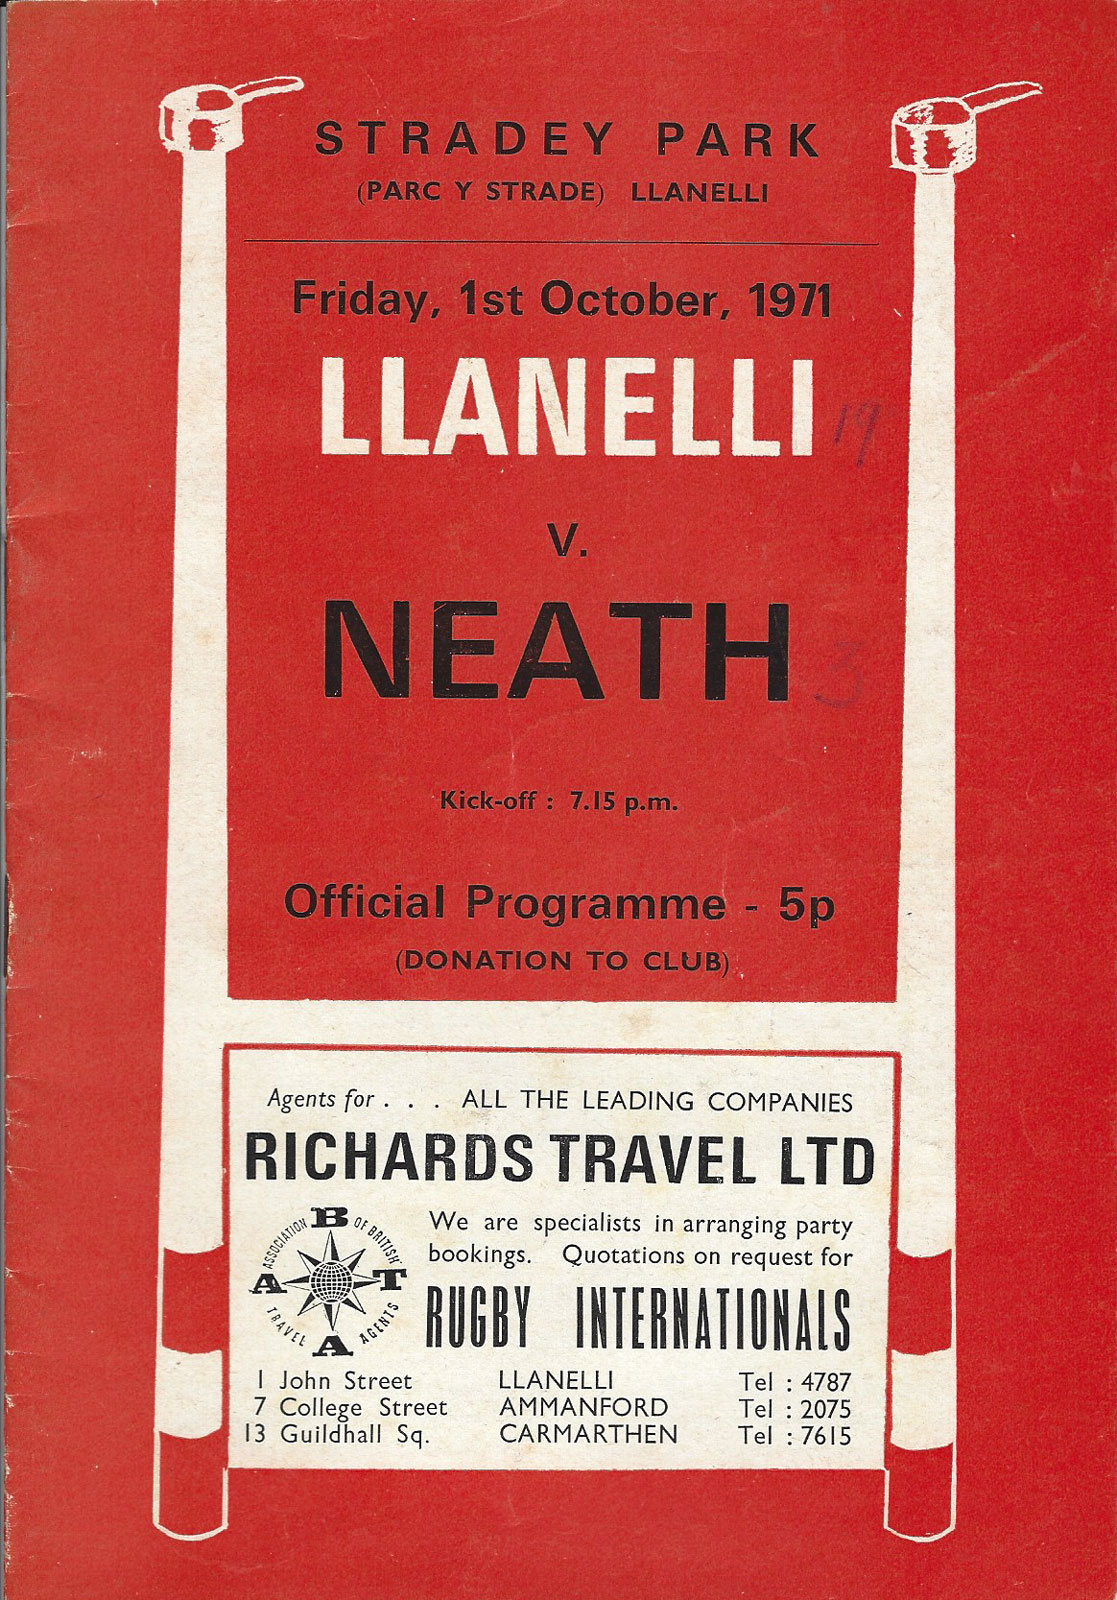 STRADEY PARK
(PARC Y STRADE) LLANELLI
Friday, 1st October, 1971
LLANELLI 19
v.
NEATH 3
Kick-off : 7.15 p.m.
Official Programme - 5p
(DONATION TO CLUB)
Agents for . . . ALL THE LEADING COMPANIES
RICHARDS TRAVEL LTD
ABTA
ASSOCIATION OF BRITISH TRAVEL AGENTS
We are specialists in arranging party
bookings. Quotations on request for
RUGBY INTERNATIONALS
1 John Street LLANELLI Tel : 4787
7 College Street AMMANFORD Tel : 2075
13 Guildhall Sq. CARMARTHEN Tel : 7615